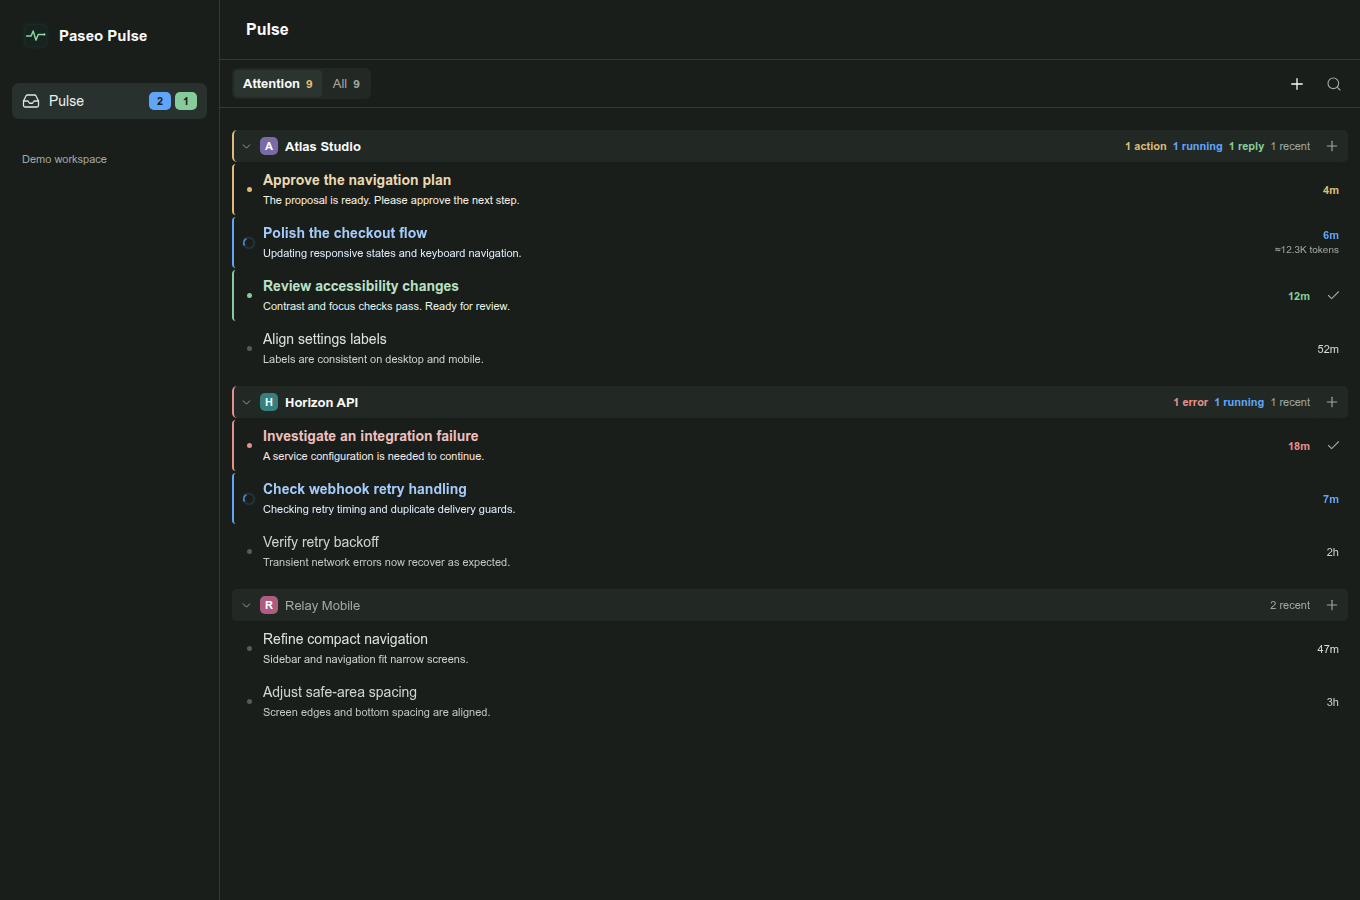 Paseo Pulse
Pulse 2 1
Demo workspace
Pulse
Attention 9 All 9
A Atlas Studio 1 action 1 running 1 reply 1 recent
Approve the navigation plan
The proposal is ready. Please approve the next step.
4m
Polish the checkout flow
Updating responsive states and keyboard navigation.
6m
≈12.3K tokens
Review accessibility changes
Contrast and focus checks pass. Ready for review.
12m
Align settings labels
Labels are consistent on desktop and mobile.
52m
H Horizon API 1 error 1 running 1 recent
Investigate an integration failure
A service configuration is needed to continue.
18m
Check webhook retry handling
Checking retry timing and duplicate delivery guards.
7m
Verify retry backoff
Transient network errors now recover as expected.
2h
R Relay Mobile 2 recent
Refine compact navigation
Sidebar and navigation fit narrow screens.
47m
Adjust safe-area spacing
Screen edges and bottom spacing are aligned.
3h